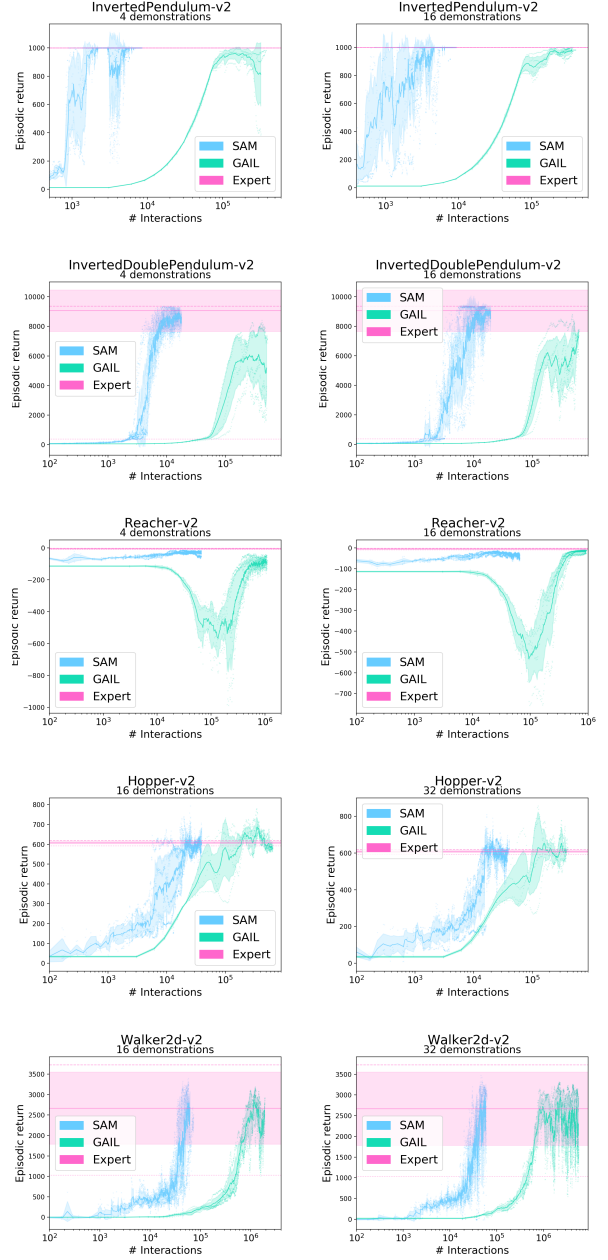 InvertedPendulum-v2
4 demonstrations
Episodic return
1000
800
600
400
200
0
SAM
GAIL
Expert
10³ 10⁴ 10⁵
# Interactions
InvertedPendulum-v2
16 demonstrations
Episodic return
1000
800
600
400
200
0
SAM
GAIL
Expert
10³ 10⁴ 10⁵
# Interactions
InvertedDoublePendulum-v2
4 demonstrations
Episodic return
10000
8000
6000
4000
2000
0
SAM
GAIL
Expert
10² 10³ 10⁴ 10⁵
# Interactions
InvertedDoublePendulum-v2
16 demonstrations
Episodic return
10000
8000
6000
4000
2000
0
SAM
GAIL
Expert
10² 10³ 10⁴ 10⁵
# Interactions
Reacher-v2
4 demonstrations
Episodic return
0
−200
−400
−600
−800
−1000
SAM
GAIL
Expert
10² 10³ 10⁴ 10⁵ 10⁶
# Interactions
Reacher-v2
16 demonstrations
Episodic return
0
−100
−200
−300
−400
−500
−600
−700
SAM
GAIL
Expert
10² 10³ 10⁴ 10⁵ 10⁶
# Interactions
Hopper-v2
16 demonstrations
Episodic return
800
700
600
500
400
300
200
100
0
SAM
GAIL
Expert
10² 10³ 10⁴ 10⁵
# Interactions
Hopper-v2
32 demonstrations
Episodic return
800
600
400
200
0
SAM
GAIL
Expert
10² 10³ 10⁴ 10⁵
# Interactions
Walker2d-v2
16 demonstrations
Episodic return
3500
3000
2500
2000
1500
1000
500
0
SAM
GAIL
Expert
10² 10³ 10⁴ 10⁵ 10⁶
# Interactions
Walker2d-v2
32 demonstrations
Episodic return
3500
3000
2500
2000
1500
1000
500
0
SAM
GAIL
Expert
10² 10³ 10⁴ 10⁵ 10⁶
# Interactions